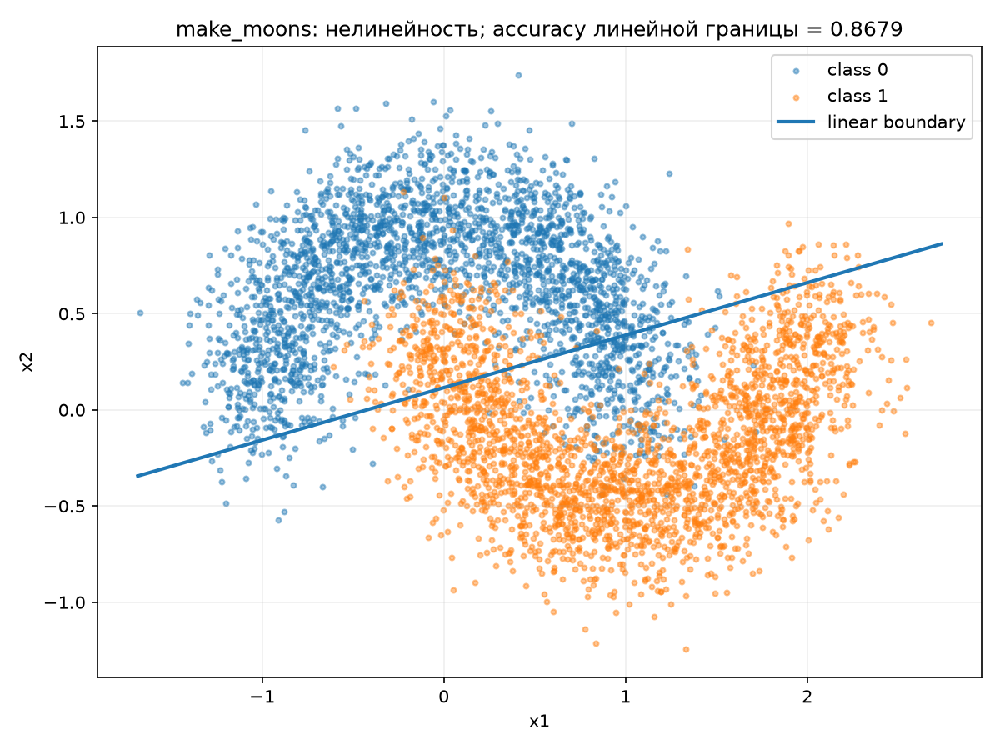 make_moons: нелинейность; accuracy линейной границы = 0.8679
class 0
class 1
linear boundary
1.5
1.0
0.5
0.0
−0.5
−1.0
x2
−1 0 1 2
x1